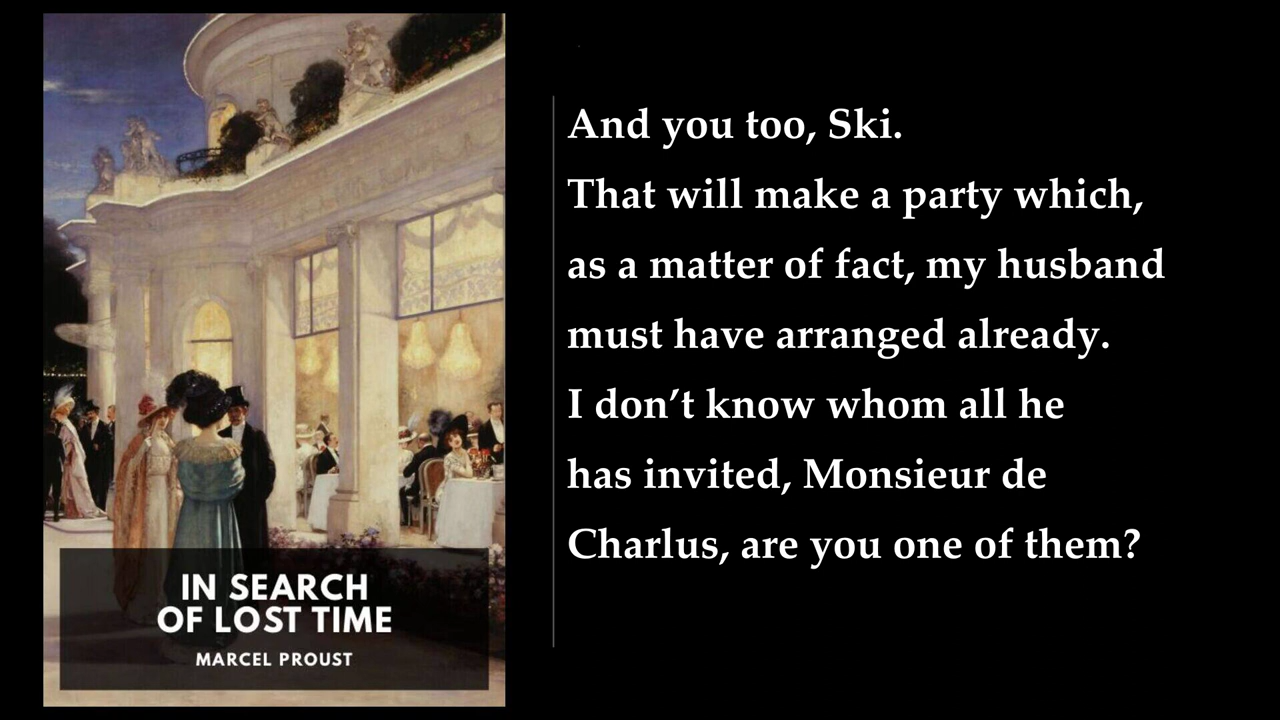 And you too, Ski.
That will make a party which,
as a matter of fact, my husband
must have arranged already.
I don’t know whom all he
has invited, Monsieur de
Charlus, are you one of them?
IN SEARCH
OF LOST TIME
MARCEL PROUST